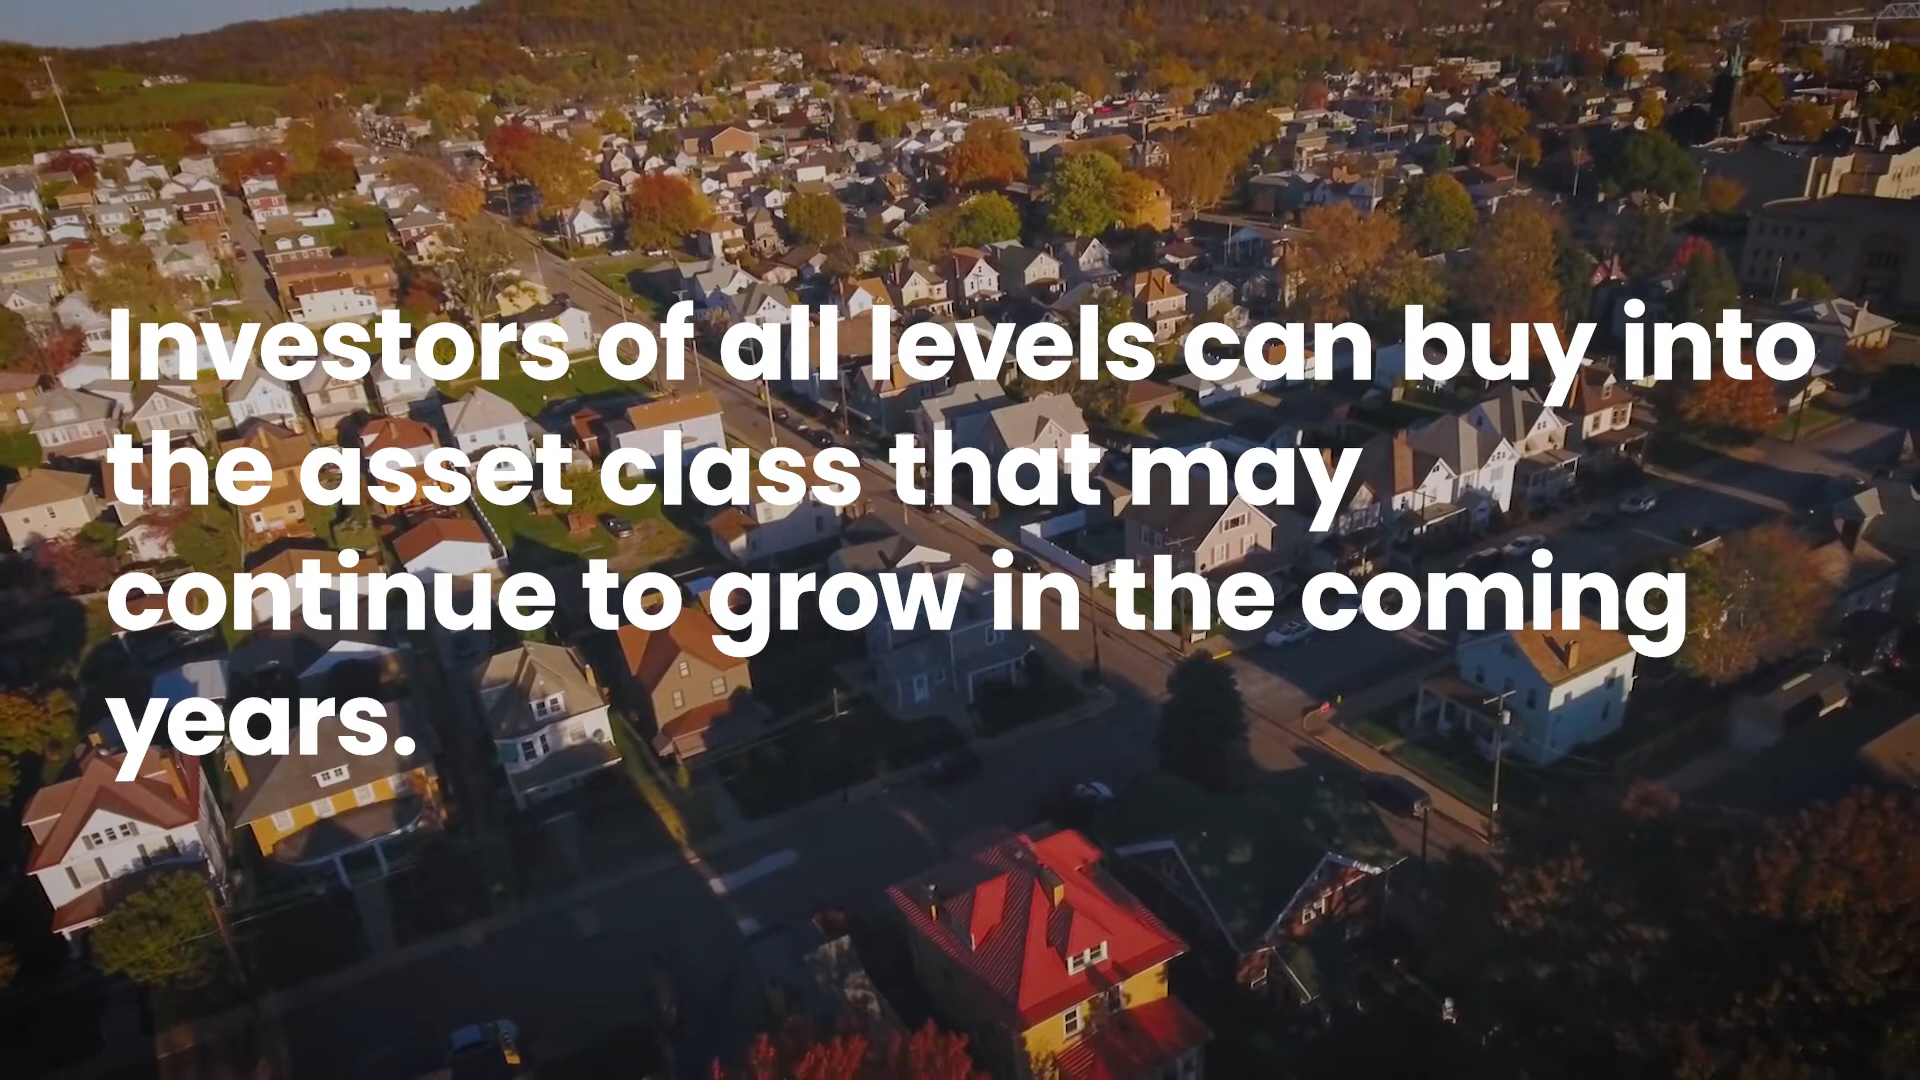 Investors of all levels can buy into
the asset class that may
continue to grow in the coming
years.